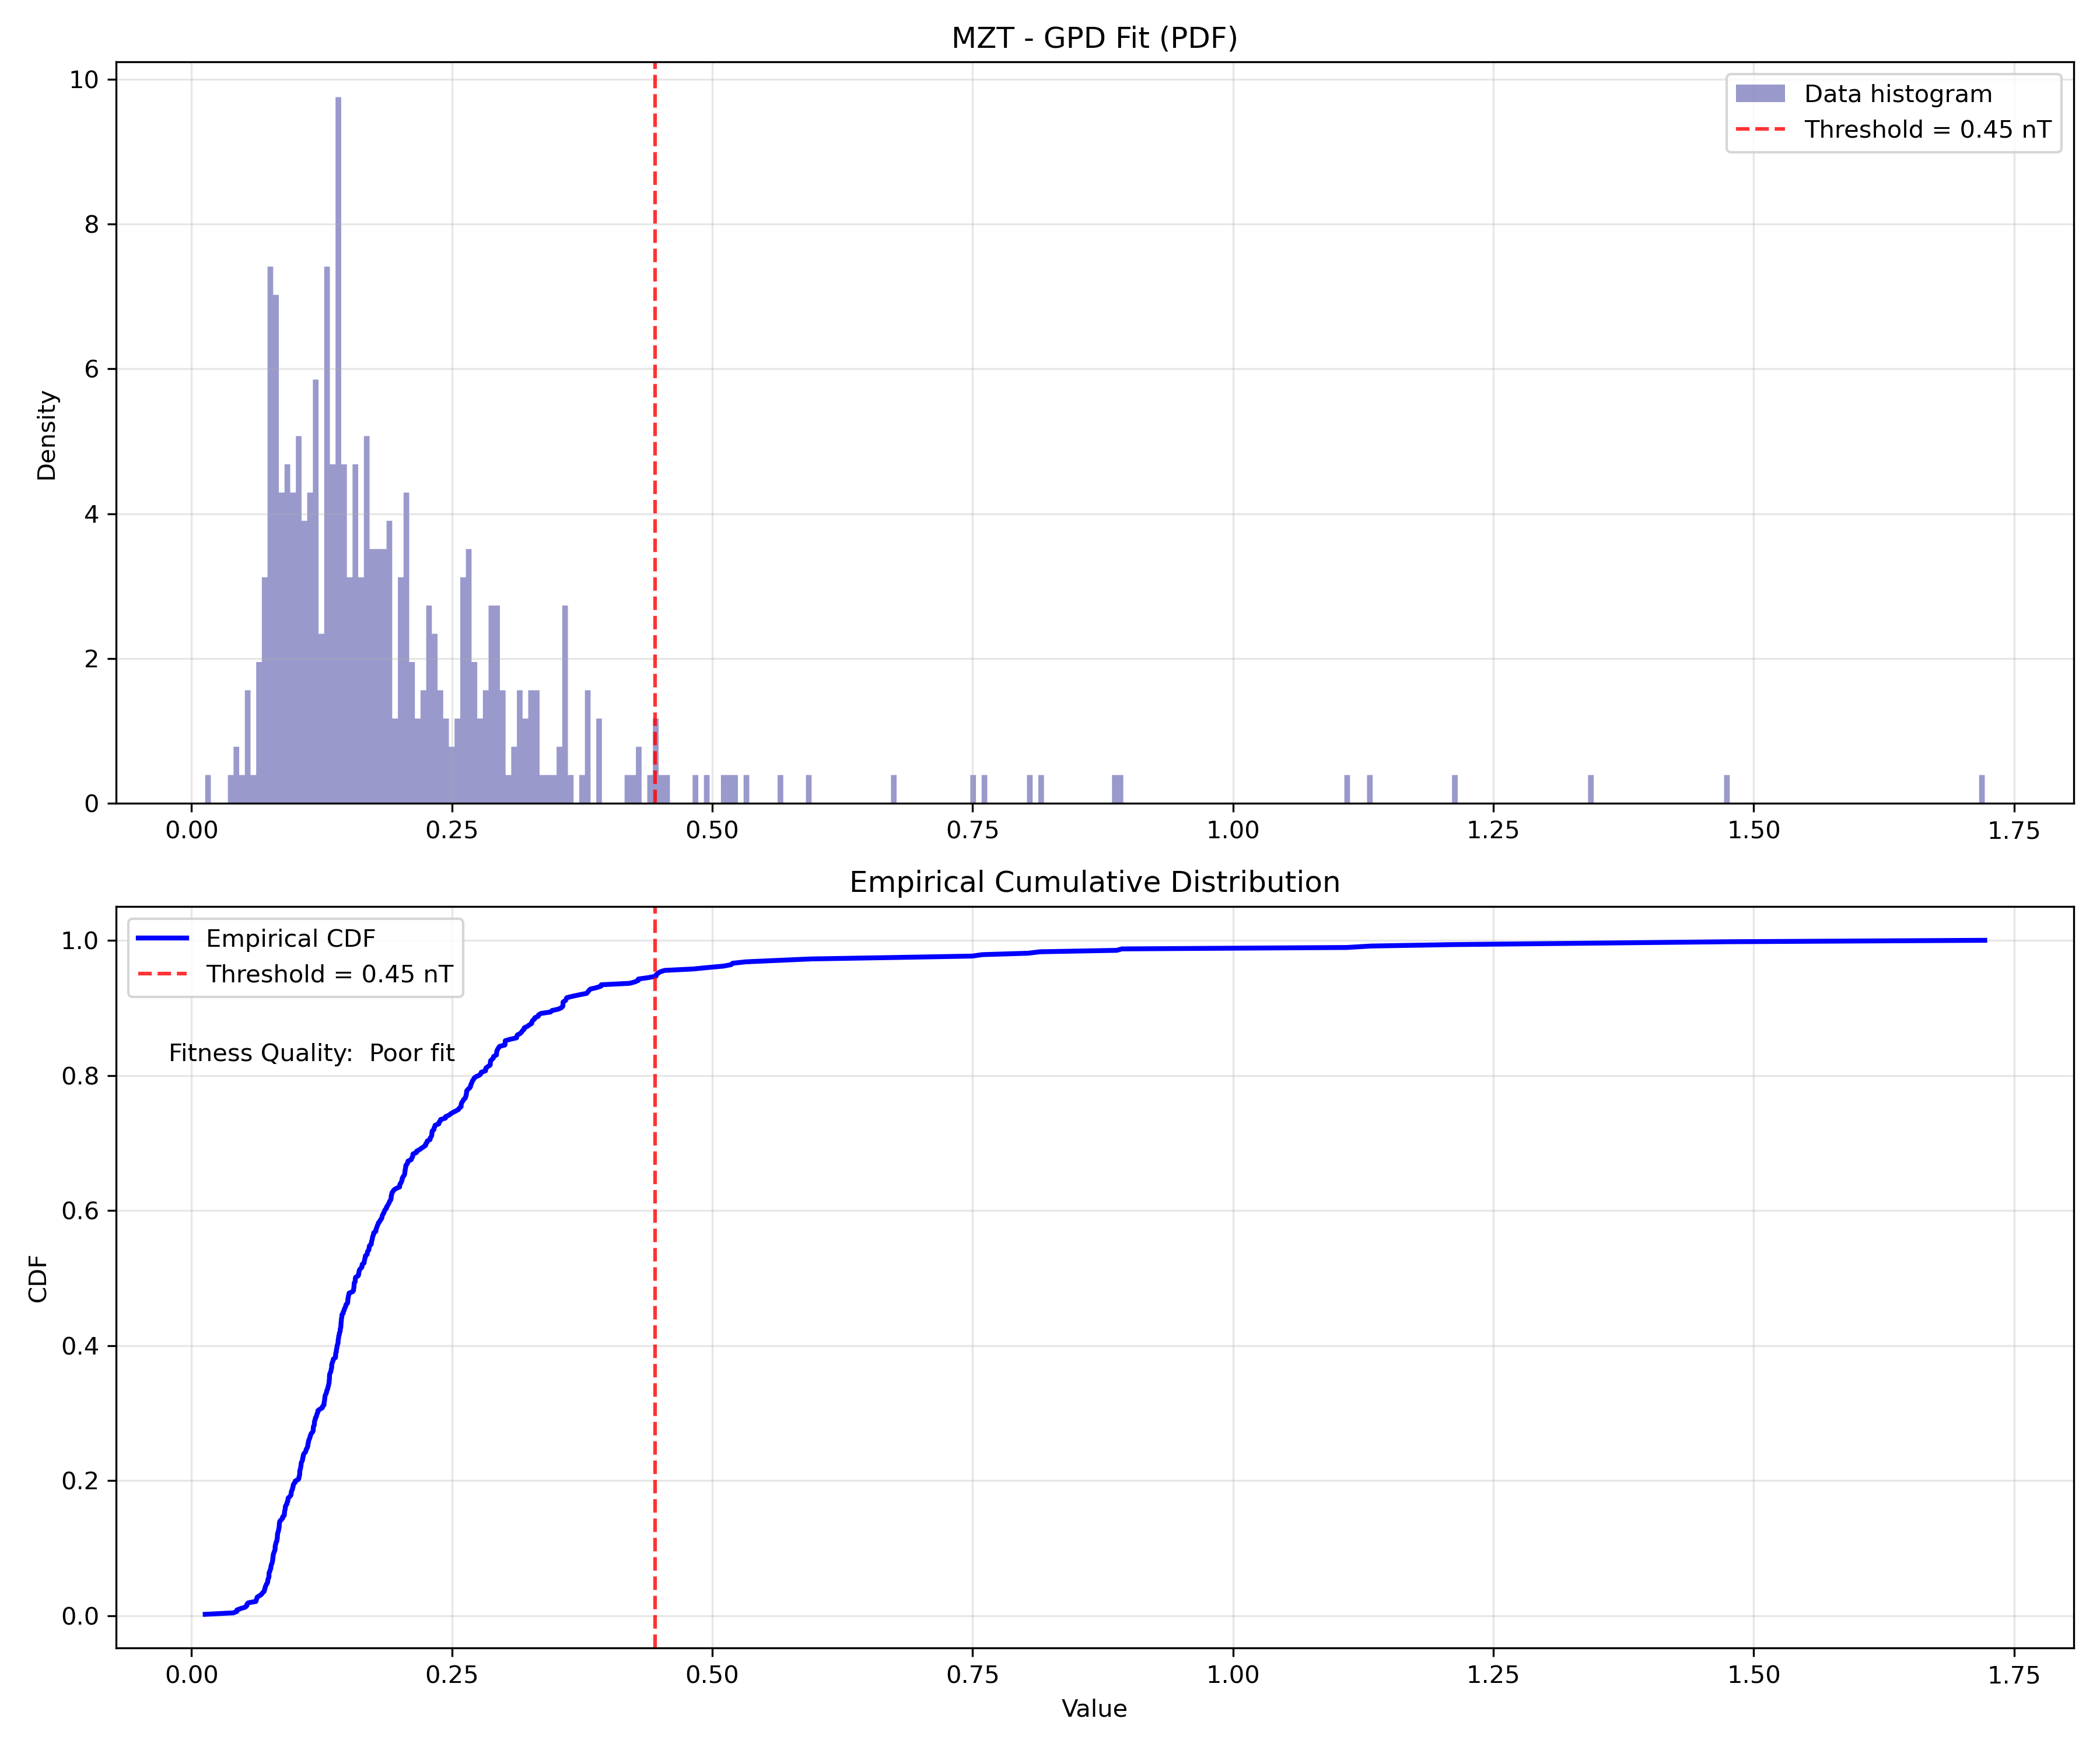 MZT - GPD Fit (PDF)
Data histogram
Threshold = 0.45 nT
Density
10
8
6
4
2
0
0.00 0.25 0.50 0.75 1.00 1.25 1.50 1.75
Empirical Cumulative Distribution
Empirical CDF
Threshold = 0.45 nT
Fitness Quality:  Poor fit
CDF
1.0
0.8
0.6
0.4
0.2
0.0
0.00 0.25 0.50 0.75 1.00 1.25 1.50 1.75
Value